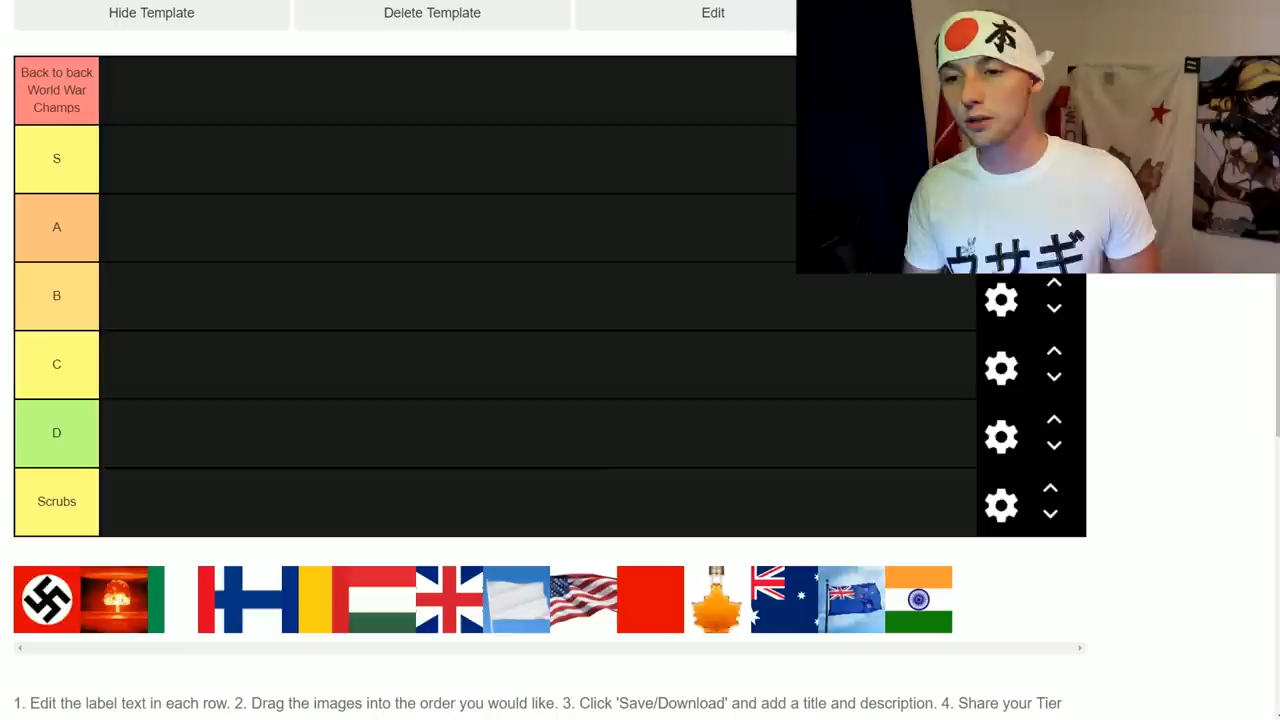 Hide Template
Delete Template
Edit
Back to back
World War
Champs
S
A
B
C
D
Scrubs
本
ウサギ
1. Edit the label text in each row. 2. Drag the images into the order you would like. 3. Click 'Save/Download' and add a title and description. 4. Share your Tier